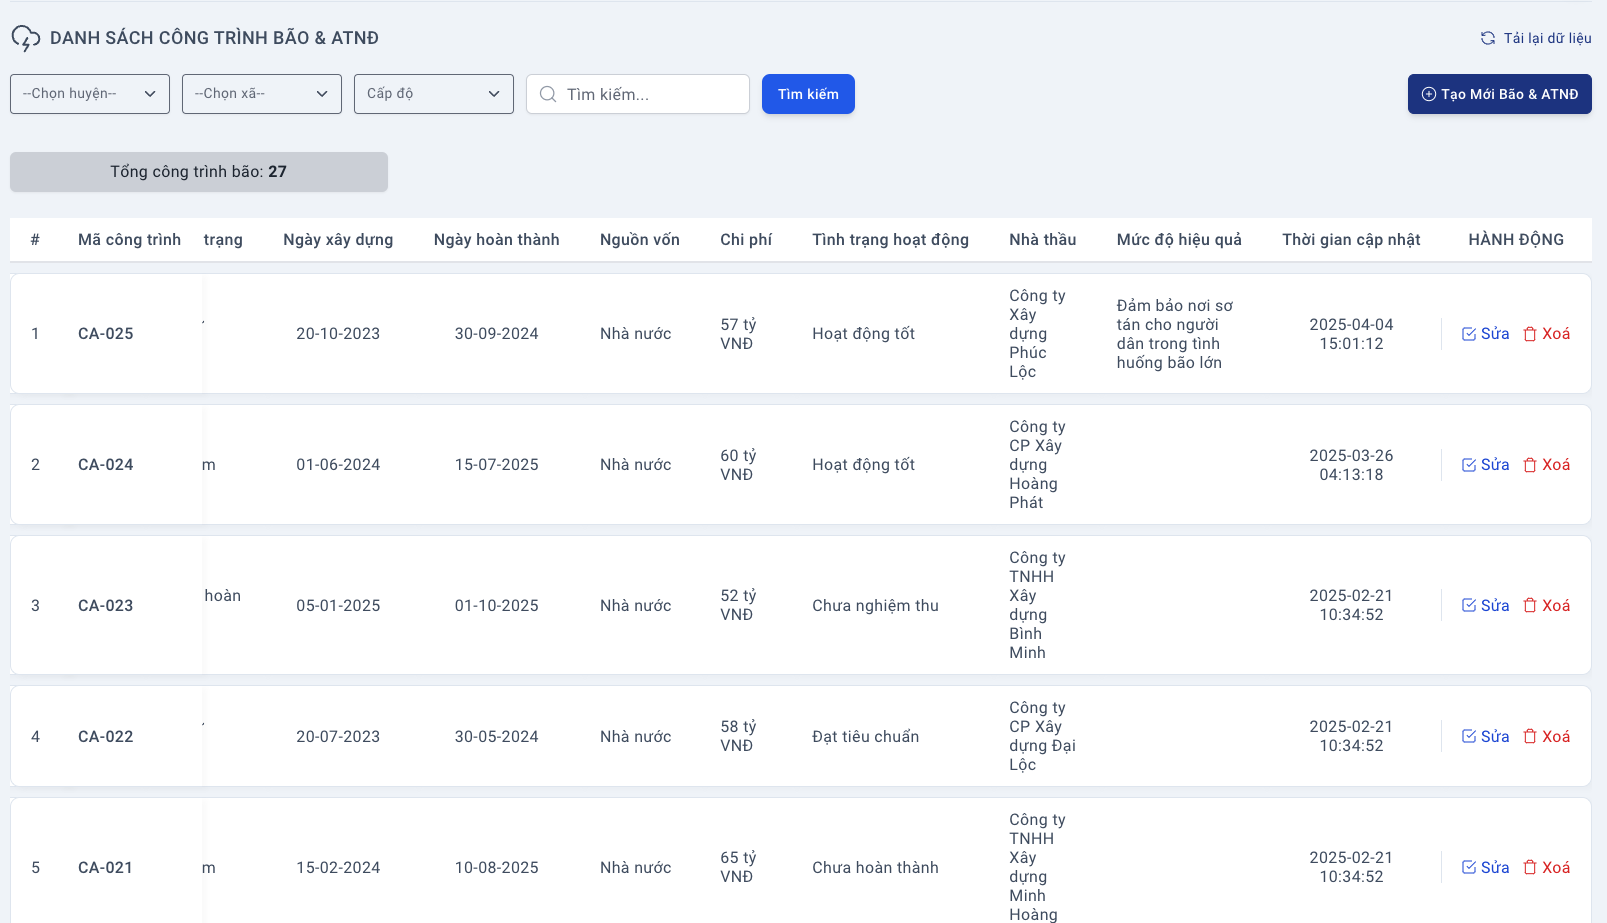 DANH SÁCH CÔNG TRÌNH BÃO & ATNĐ
Tải lại dữ liệu
--Chọn huyện--
--Chọn xã--
Cấp độ
Tìm kiếm...
Tìm kiếm
Tạo Mới Bão & ATNĐ
Tổng công trình bão: 27
# Mã công trình trạng Ngày xây dựng Ngày hoàn thành Nguồn vốn Chi phí Tình trạng hoạt động Nhà thầu Mức độ hiệu quả Thời gian cập nhật HÀNH ĐỘNG
1
CA-025
20-10-2023
30-09-2024
Nhà nước
57 tỷ
VNĐ
Hoạt động tốt
Công ty
Xây
dựng
Phúc
Lộc
Đảm bảo nơi sơ
tán cho người
dân trong tình
huống bão lớn
2025-04-04
15:01:12
Sửa
Xoá
2
CA-024
m
01-06-2024
15-07-2025
Nhà nước
60 tỷ
VNĐ
Hoạt động tốt
Công ty
CP Xây
dựng
Hoàng
Phát
2025-03-26
04:13:18
Sửa
Xoá
3
CA-023
hoàn
05-01-2025
01-10-2025
Nhà nước
52 tỷ
VNĐ
Chưa nghiệm thu
Công ty
TNHH
Xây
dựng
Bình
Minh
2025-02-21
10:34:52
Sửa
Xoá
4
CA-022
20-07-2023
30-05-2024
Nhà nước
58 tỷ
VNĐ
Đạt tiêu chuẩn
Công ty
CP Xây
dựng Đại
Lộc
2025-02-21
10:34:52
Sửa
Xoá
5
CA-021
m
15-02-2024
10-08-2025
Nhà nước
65 tỷ
VNĐ
Chưa hoàn thành
Công ty
TNHH
Xây
dựng
Minh
Hoàng
2025-02-21
10:34:52
Sửa
Xoá